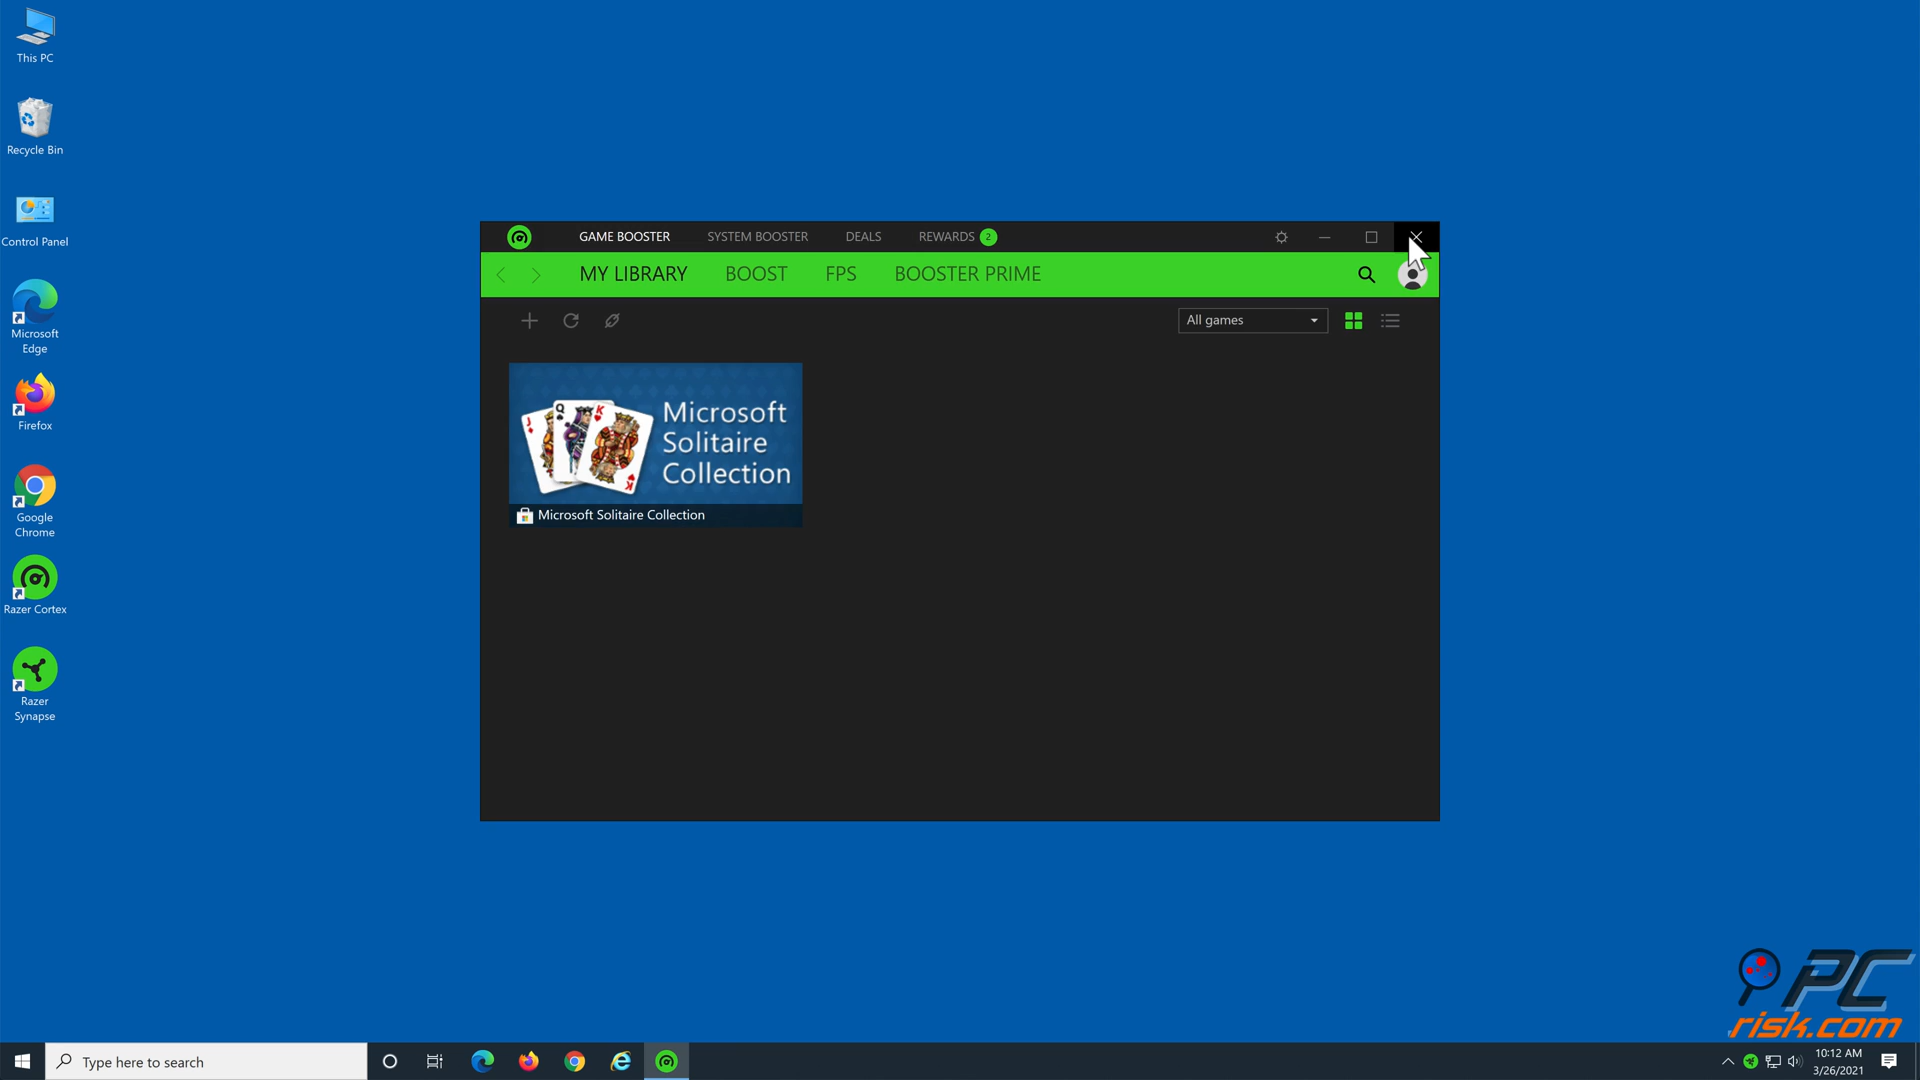 This PC
Recycle Bin
Control Panel
Microsoft
Edge
Firefox
Google
Chrome
Razer Cortex
Razer
Synapse
GAME BOOSTER SYSTEM BOOSTER DEALS REWARDS 2
MY LIBRARY BOOST FPS BOOSTER PRIME
All games
J Q K
Microsoft
Solitaire
Collection
K
Microsoft Solitaire Collection
PC
risk.com
Type here to search
10:12 AM
3/26/2021